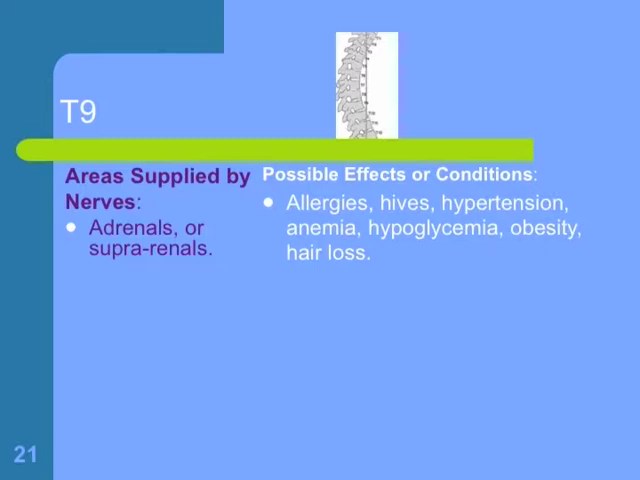 T9
Areas Supplied by
Nerves:
Adrenals, or
supra-renals.
Possible Effects or Conditions:
Allergies, hives, hypertension,
anemia, hypoglycemia, obesity,
hair loss.
21